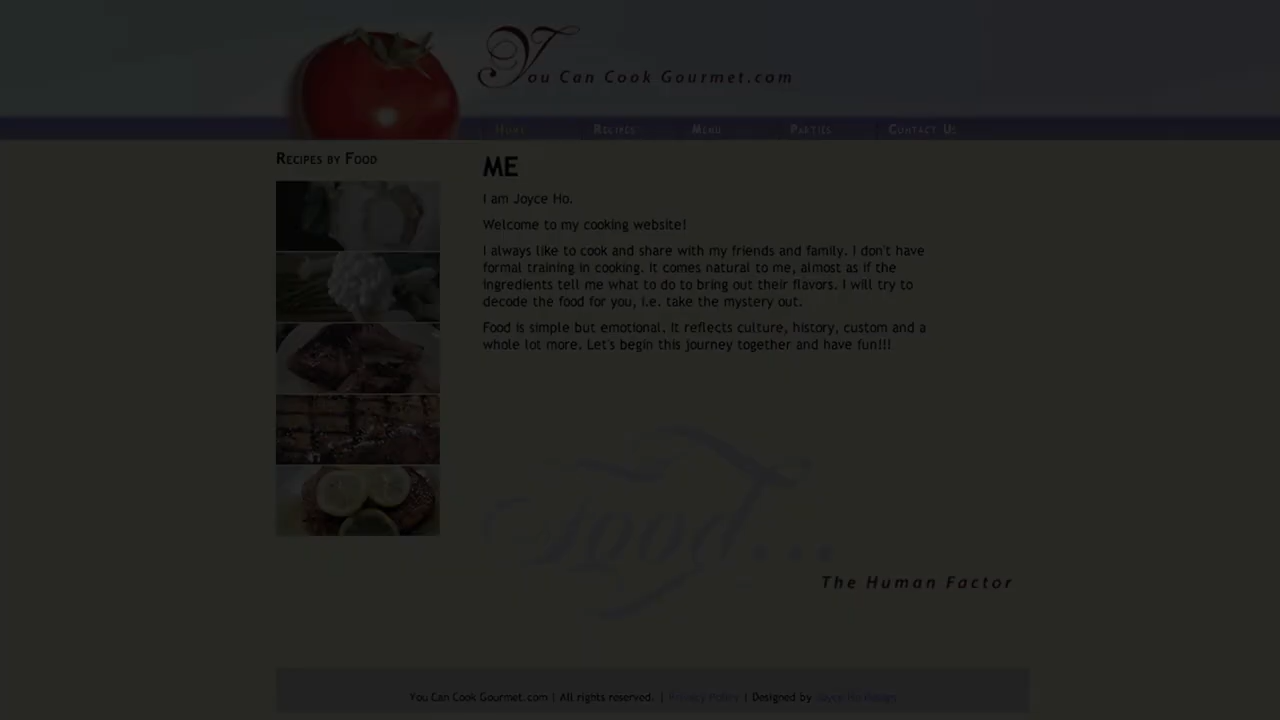 You Can Cook Gourmet.com
Home Recipes Menu Parties Contact Us
Recipes by Food
ME
I am Joyce Ho.
Welcome to my cooking website!
I always like to cook and share with my friends and family. I don't have
formal training in cooking. It comes natural to me, almost as if the
ingredients tell me what to do to bring out their flavors. I will try to
decode the food for you, i.e. take the mystery out.
Food is simple but emotional. It reflects culture, history, custom and a
whole lot more. Let's begin this journey together and have fun!!!
Food...
The Human Factor
You Can Cook Gourmet.com | All rights reserved. | Privacy Policy | Designed by Joyce Ho